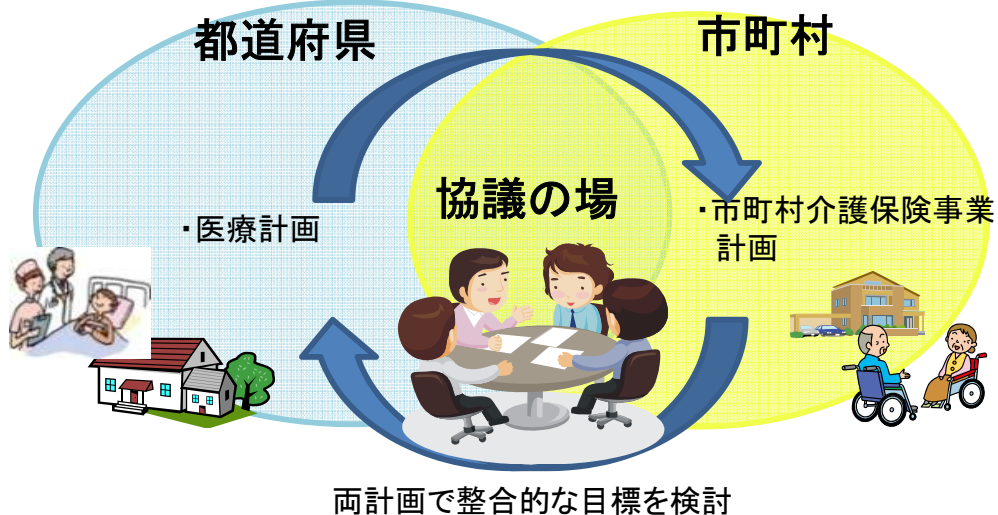 都道府県
市町村
協議の場
・医療計画
・市町村介護保険事業
計画
両計画で整合的な目標を検討